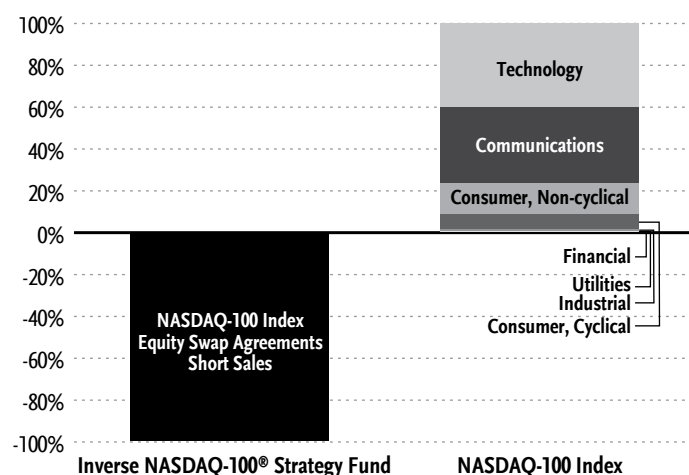 100%
80%
60%
40%
20%
0%
-20%
-40%
-60%
-80%
-100%
Technology
Communications
Consumer, Non-cyclical
Financial
Utilities
Industrial
Consumer, Cyclical
NASDAQ-100 Index
Equity Swap Agreements
Short Sales
Inverse NASDAQ-100® Strategy Fund
NASDAQ-100 Index